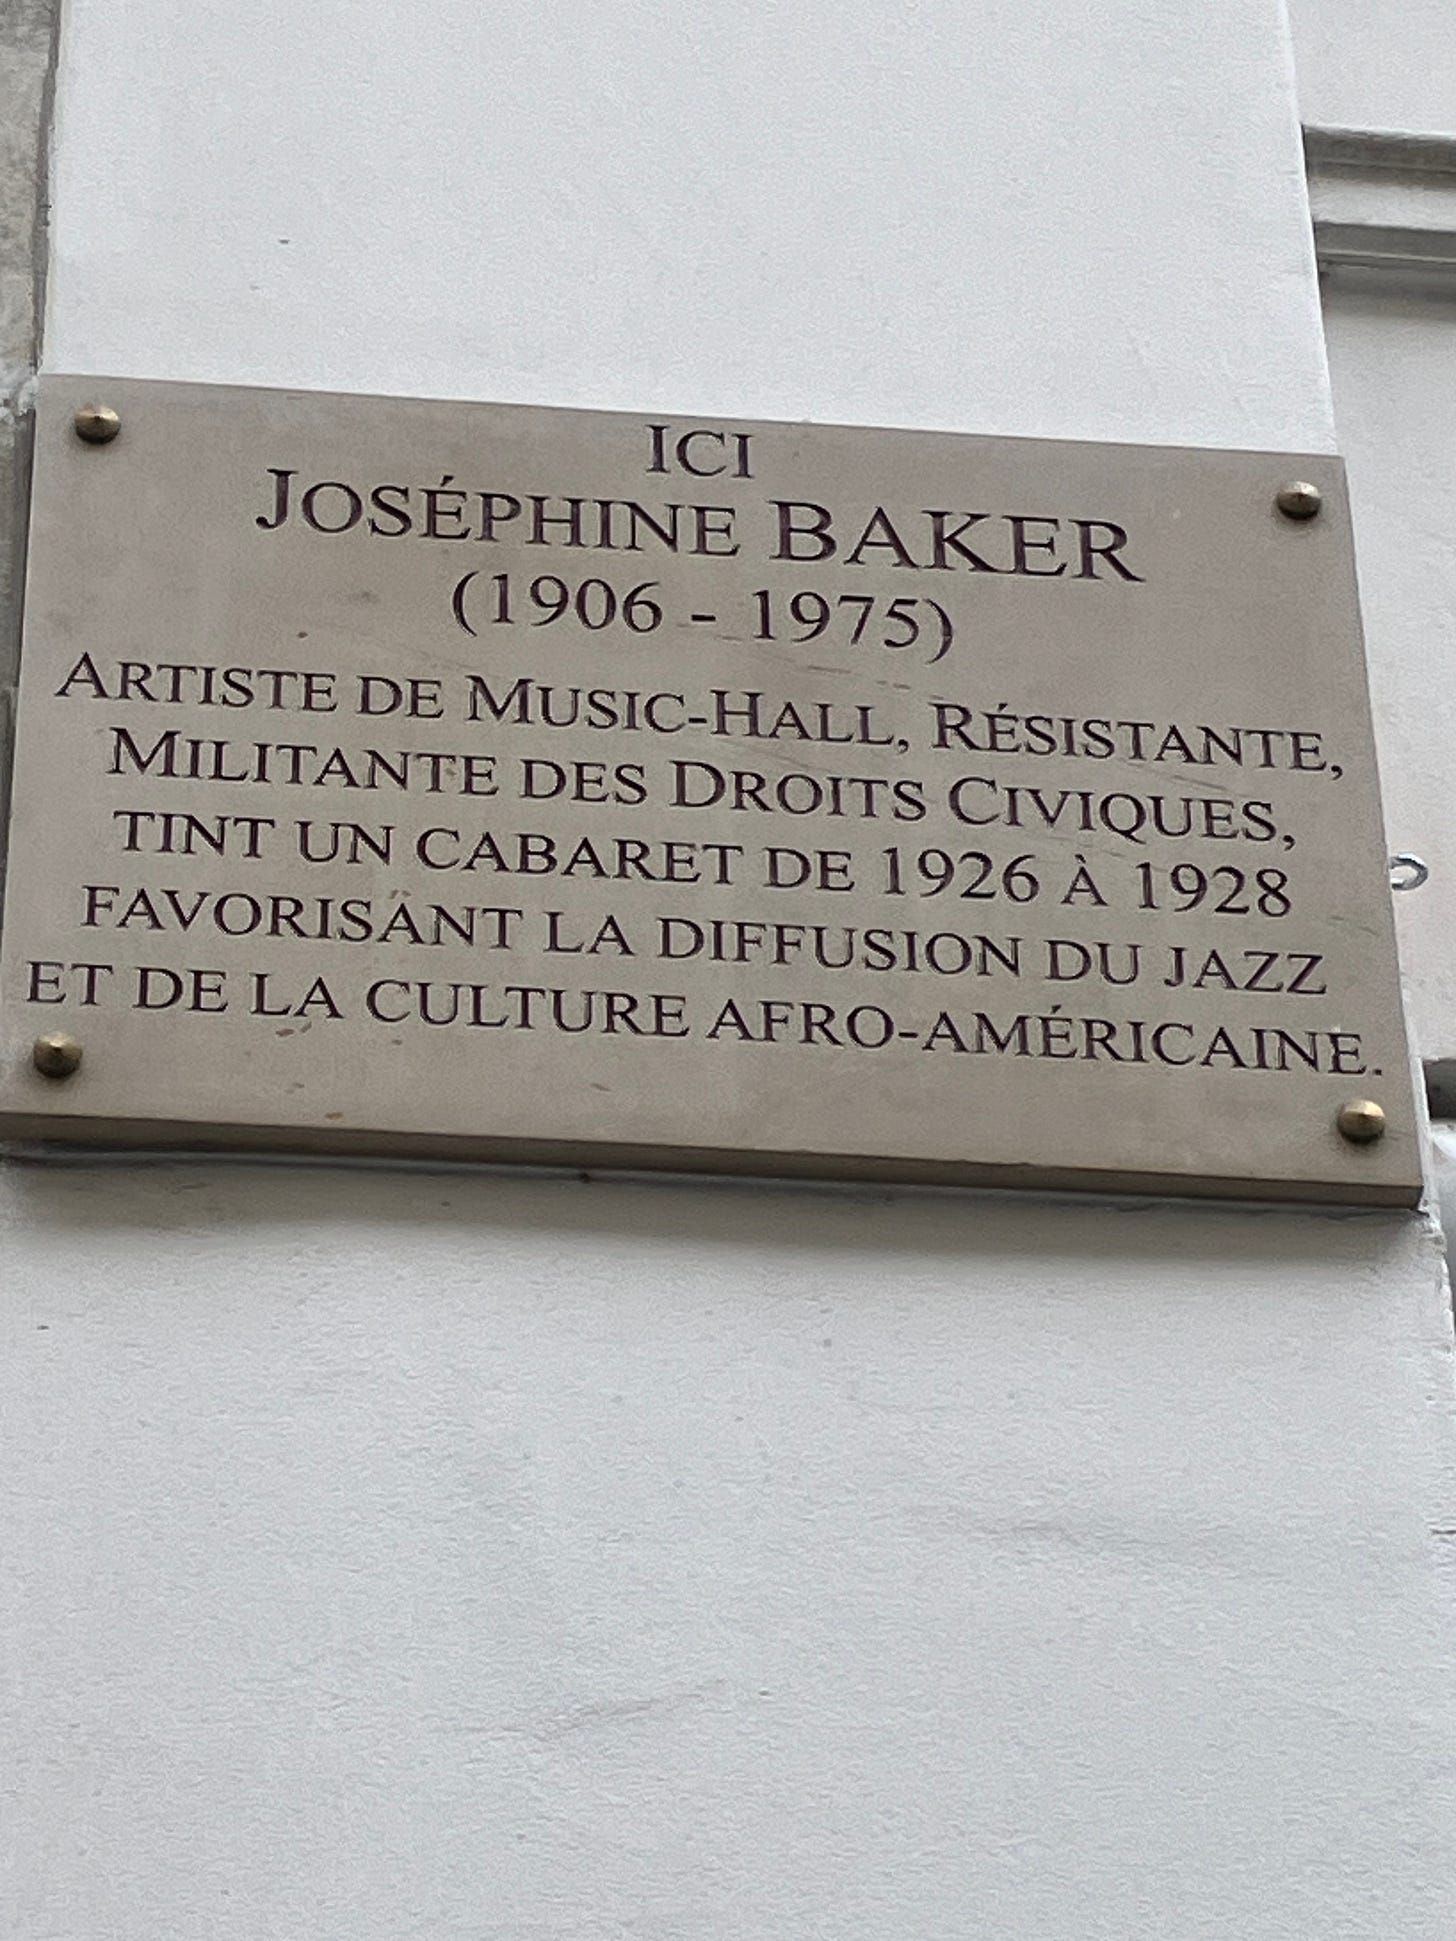 ICI
JOSÉPHINE BAKER
(1906 - 1975)
ARTISTE DE MUSIC-HALL, RÉSISTANTE,
MILITANTE DES DROITS CIVIQUES,
TINT UN CABARET DE 1926 À 1928
FAVORISANT LA DIFFUSION DU JAZZ
ET DE LA CULTURE AFRO-AMÉRICAINE.